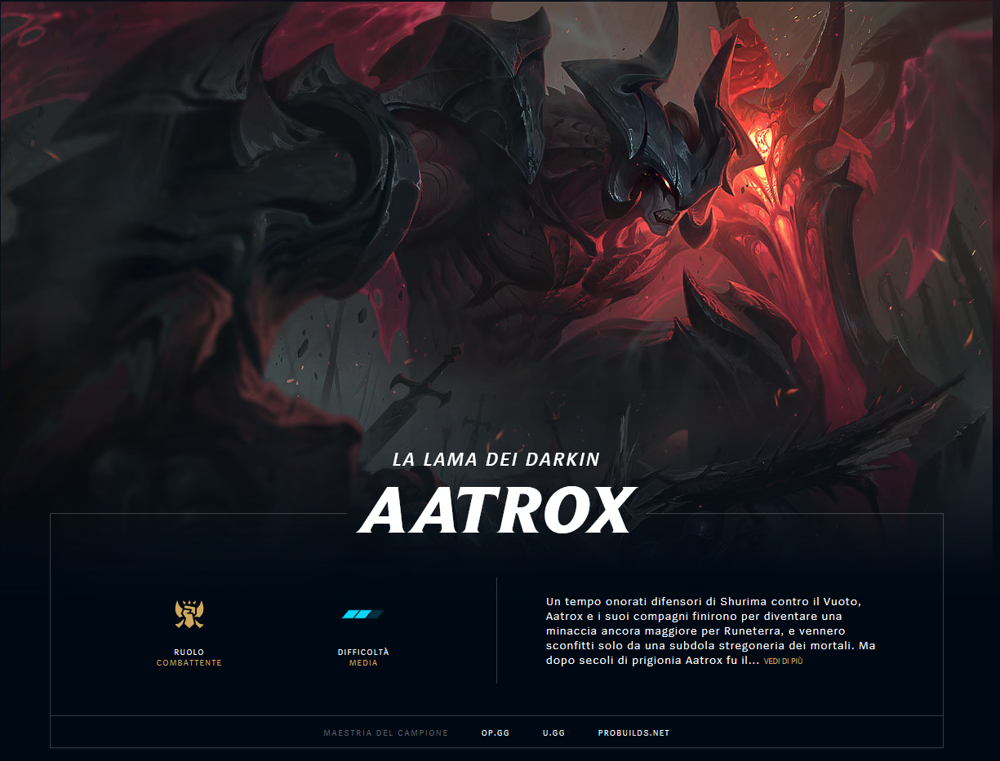 LA LAMA DEI DARKIN
AATROX
RUOLO
COMBATTENTE
DIFFICOLTÀ
MEDIA
Un tempo onorati difensori di Shurima contro il Vuoto,
Aatrox e i suoi compagni finirono per diventare una
minaccia ancora maggiore per Runeterra, e vennero
sconfitti solo da una subdola stregoneria dei mortali. Ma
dopo secoli di prigionia Aatrox fu il... VEDI DI PIÙ
MAESTRIA DEL CAMPIONE OP.GG U.GG PROBUILDS.NET